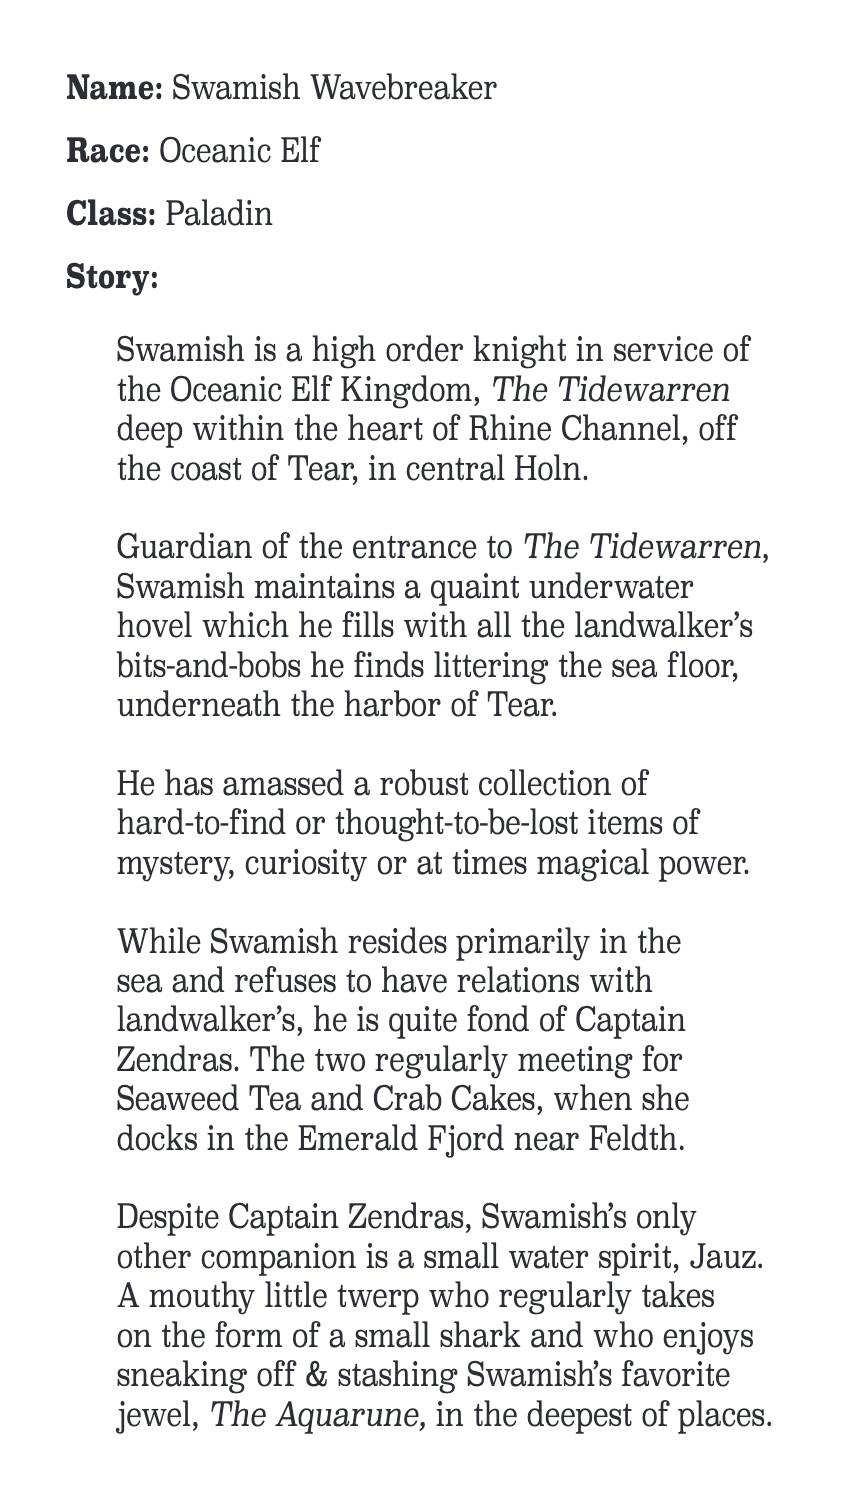 Name: Swamish Wavebreaker
Race: Oceanic Elf
Class: Paladin
Story:
Swamish is a high order knight in service of
the Oceanic Elf Kingdom, The Tidewarren
deep within the heart of Rhine Channel, off
the coast of Tear, in central Holn.
Guardian of the entrance to The Tidewarren,
Swamish maintains a quaint underwater
hovel which he fills with all the landwalker’s
bits-and-bobs he finds littering the sea floor,
underneath the harbor of Tear.
He has amassed a robust collection of
hard-to-find or thought-to-be-lost items of
mystery, curiosity or at times magical power.
While Swamish resides primarily in the
sea and refuses to have relations with
landwalker’s, he is quite fond of Captain
Zendras. The two regularly meeting for
Seaweed Tea and Crab Cakes, when she
docks in the Emerald Fjord near Feldth.
Despite Captain Zendras, Swamish’s only
other companion is a small water spirit, Jauz.
A mouthy little twerp who regularly takes
on the form of a small shark and who enjoys
sneaking off & stashing Swamish’s favorite
jewel, The Aquarune, in the deepest of places.